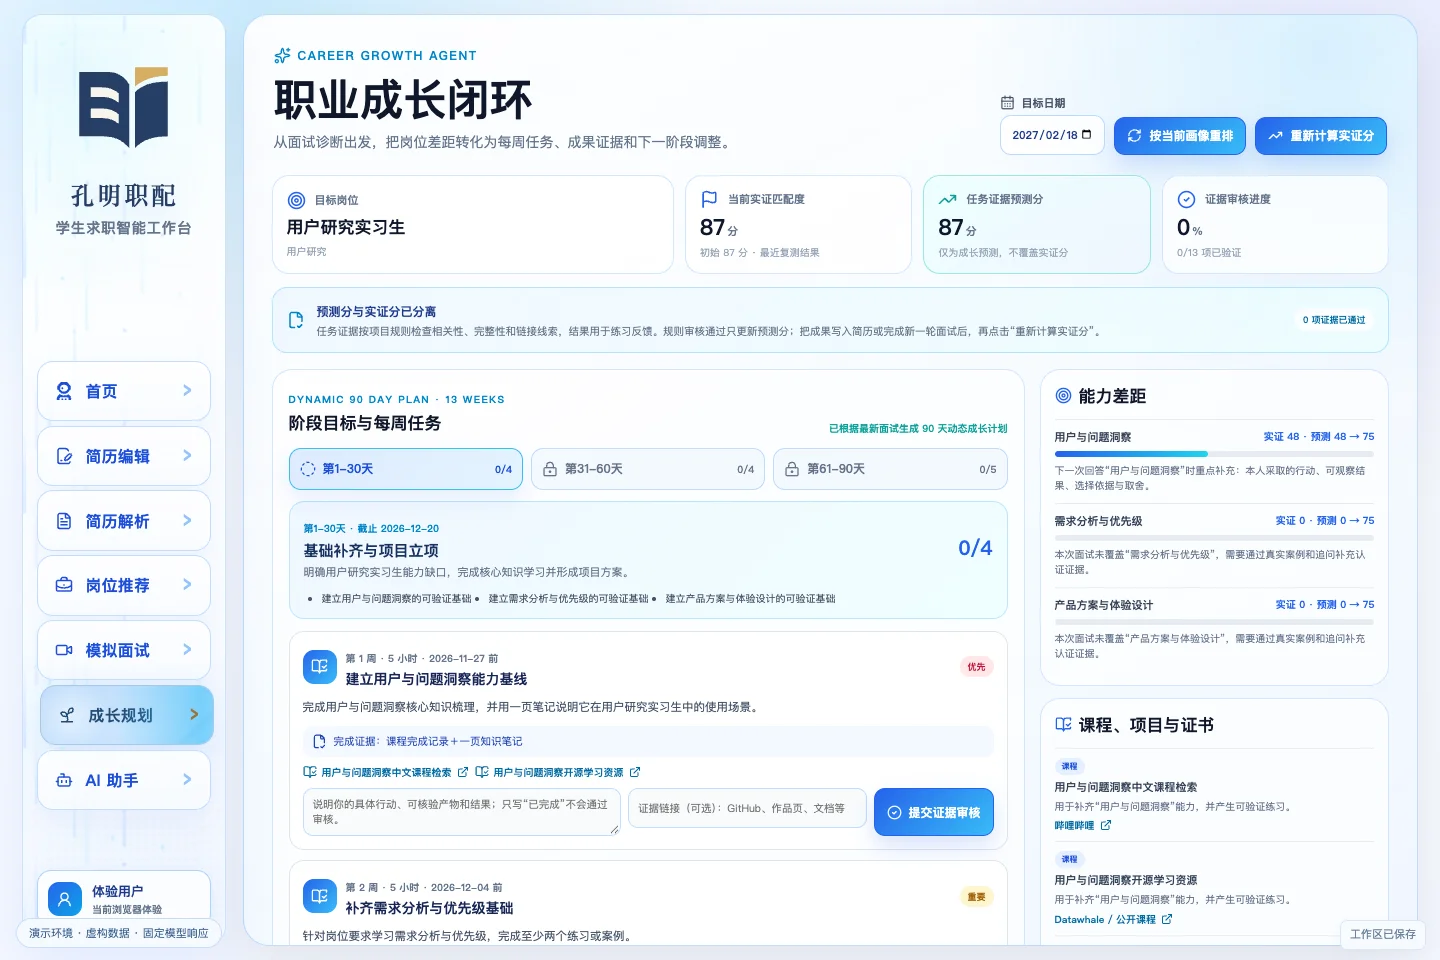 孔明职配
学生求职智能工作台
首页
简历编辑
简历解析
岗位推荐
模拟面试
成长规划
AI 助手
体验用户
当前浏览器体验
演示环境 · 虚构数据 · 固定模型响应
CAREER GROWTH AGENT
职业成长闭环
从面试诊断出发，把岗位差距转化为每周任务、成果证据和下一阶段调整。
目标日期
2027/02/18
按当前画像重排
重新计算实证分
目标岗位
用户研究实习生
用户研究
当前实证匹配度
87 分
初始 87 分 · 最近复测结果
任务证据预测分
87 分
仅为成长预测，不覆盖实证分
证据审核进度
0 %
0/13 项已验证
预测分与实证分已分离
任务证据按项目规则检查相关性、完整性和链接线索，结果用于练习反馈。规则审核通过只更新预测分；把成果写入简历或完成新一轮面试后，再点击“重新计算实证分”。
0 项证据已通过
DYNAMIC 90 DAY PLAN · 13 WEEKS
阶段目标与每周任务
已根据最新面试生成 90 天动态成长计划
第1–30天 0/4
第31–60天 0/4
第61–90天 0/5
第1–30天 · 截止 2026-12-20
基础补齐与项目立项
0/4
明确用户研究实习生能力缺口，完成核心知识学习并形成项目方案。
• 建立用户与问题洞察的可验证基础 • 建立需求分析与优先级的可验证基础 • 建立产品方案与体验设计的可验证基础
第 1 周 · 5 小时 · 2026-11-27 前
建立用户与问题洞察能力基线
优先
完成用户与问题洞察核心知识梳理，并用一页笔记说明它在用户研究实习生中的使用场景。
完成证据：课程完成记录＋一页知识笔记
用户与问题洞察中文课程检索 用户与问题洞察开源学习资源
说明你的具体行动、可核验产物和结果；只写“已完成”不会通过
审核。
证据链接（可选）：GitHub、作品页、文档等
提交证据审核
第 2 周 · 5 小时 · 2026-12-04 前
补齐需求分析与优先级基础
重要
针对岗位要求学习需求分析与优先级，完成至少两个练习或案例。
能力差距
用户与问题洞察 实证 48 · 预测 48 → 75
下一次回答“用户与问题洞察”时重点补充：本人采取的行动、可观察结
果、选择依据与取舍。
需求分析与优先级 实证 0 · 预测 0 → 75
本次面试未覆盖“需求分析与优先级”，需要通过真实案例和追问补充认
证证据。
产品方案与体验设计 实证 0 · 预测 0 → 75
本次面试未覆盖“产品方案与体验设计”，需要通过真实案例和追问补充
认证证据。
课程、项目与证书
课程
用户与问题洞察中文课程检索
用于补齐“用户与问题洞察”能力，并产生可验证练习。
哔哩哔哩
课程
用户与问题洞察开源学习资源
用于补齐“用户与问题洞察”能力，并产生可验证练习。
Datawhale / 公开课程
工作区已保存